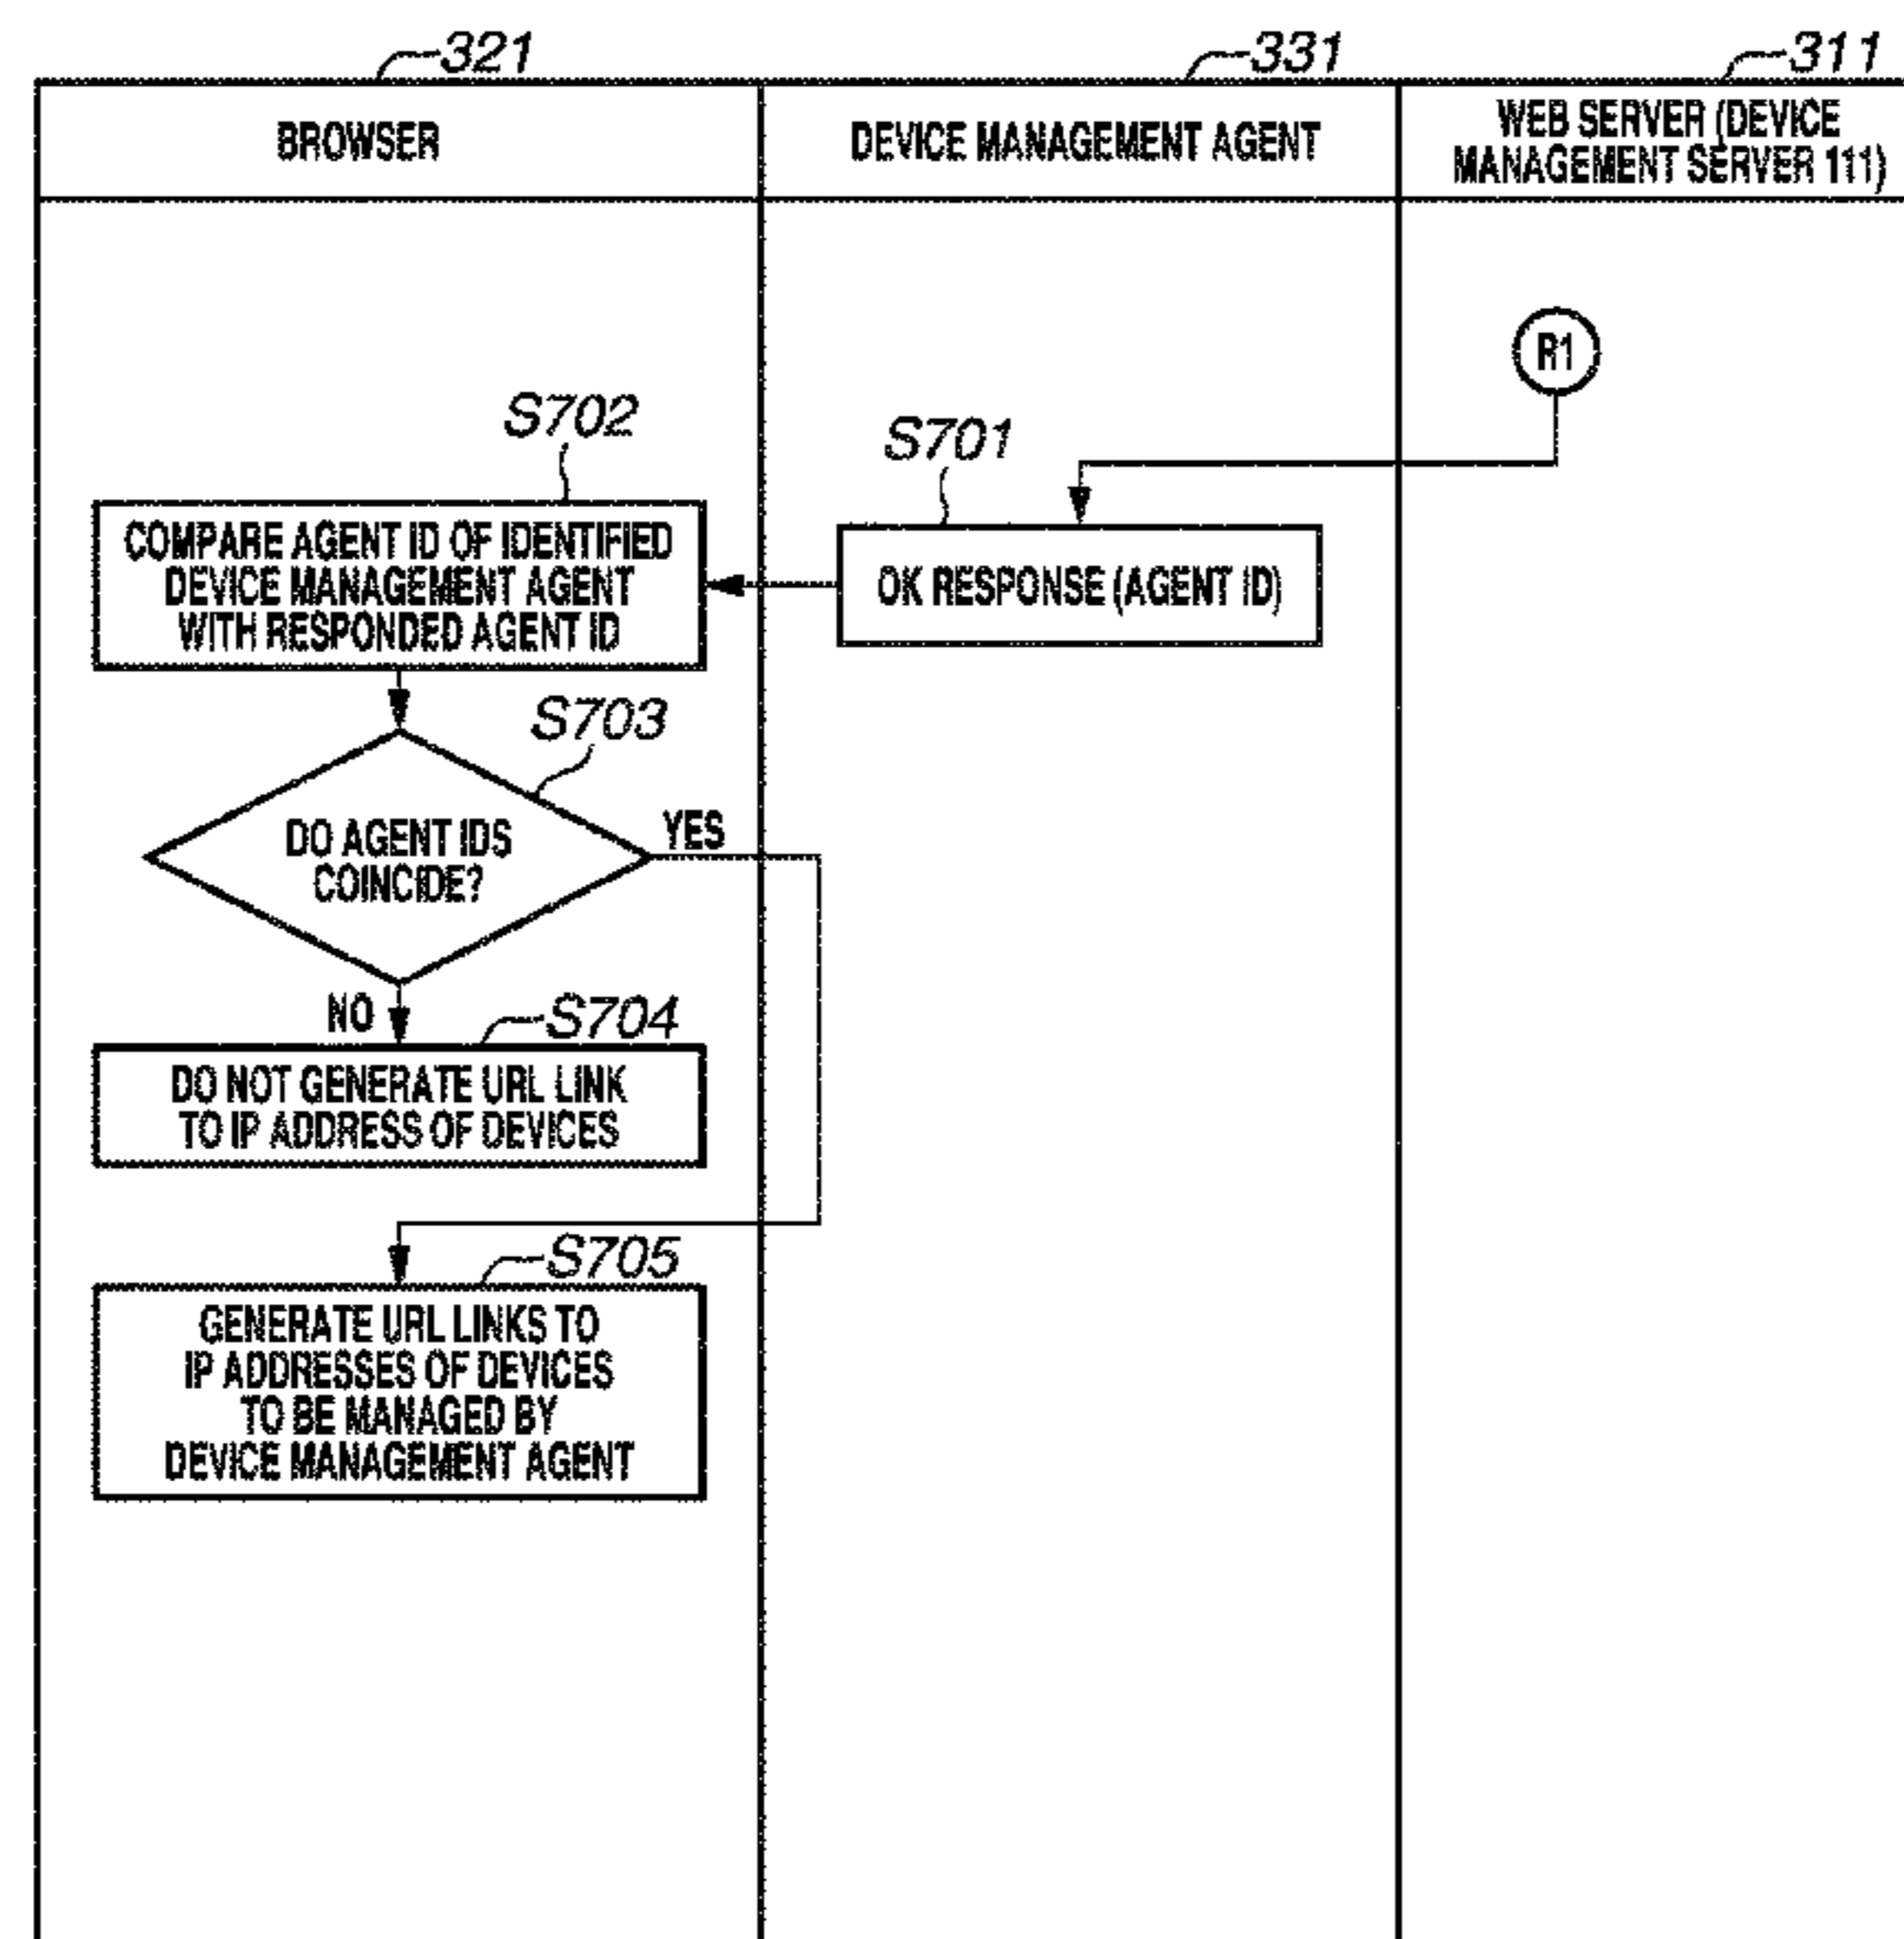 321
331
311
BROWSER
DEVICE MANAGEMENT AGENT
WEB SERVER (DEVICE
MANAGEMENT SERVER 111)
R1
S702
S701
COMPARE AGENT ID OF IDENTIFIED
DEVICE MANAGEMENT AGENT
WITH RESPONDED AGENT ID
OK RESPONSE (AGENT ID)
S703
DO AGENT IDS
COINCIDE?
YES
NO
S704
DO NOT GENERATE URL LINK
TO IP ADDRESS OF DEVICES
S705
GENERATE URL LINKS TO
IP ADDRESSES OF DEVICES
TO BE MANAGED BY
DEVICE MANAGEMENT AGENT